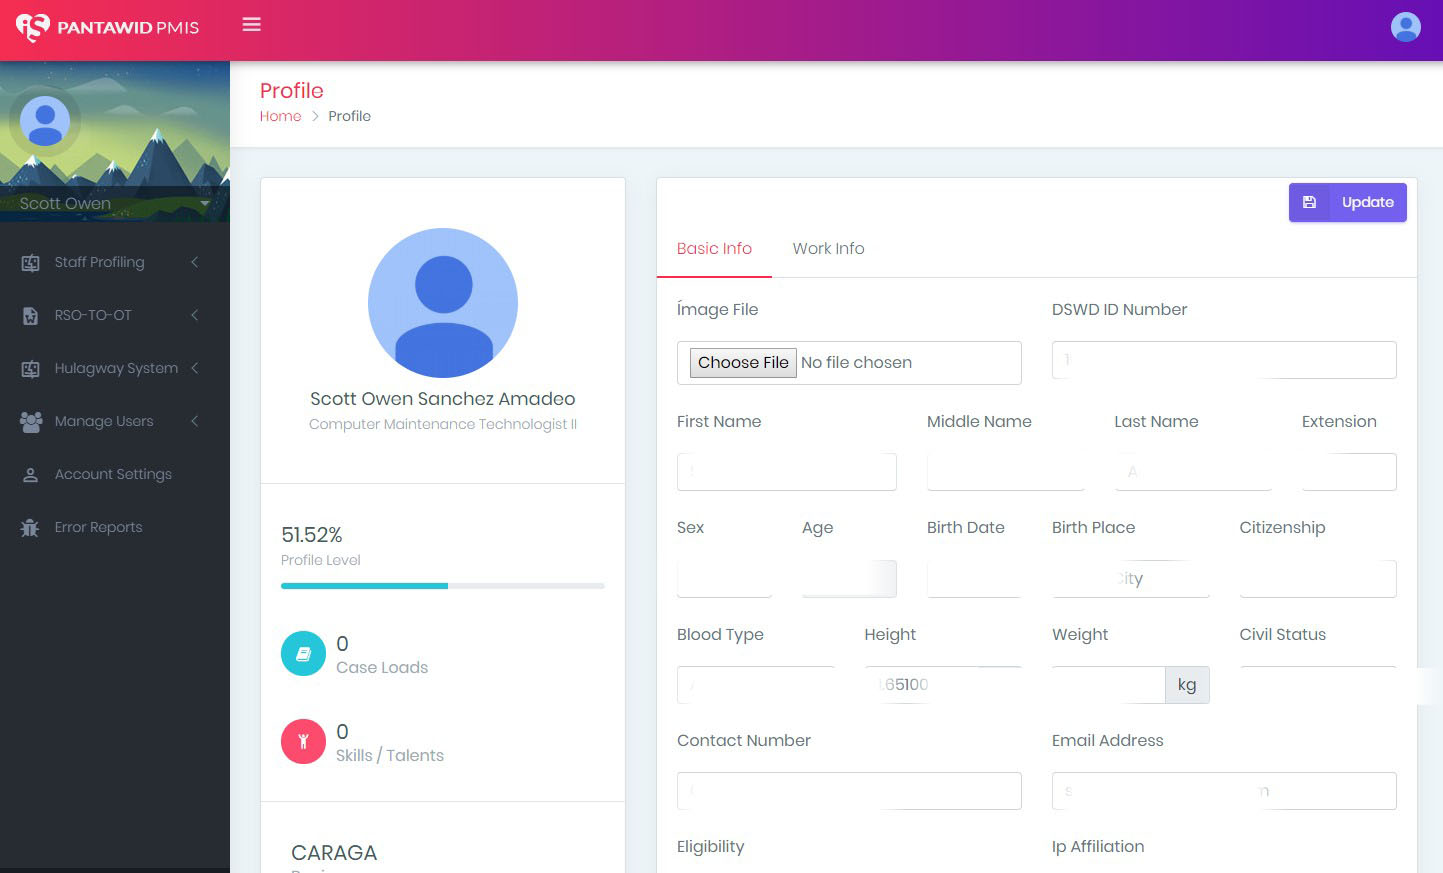 PANTAWID PMIS
Scott Owen
Staff Profiling
RSO-TO-OT
Hulagway System
Manage Users
Account Settings
Error Reports
Profile
Home > Profile
Scott Owen Sanchez Amadeo
Computer Maintenance Technologist II
51.52%
Profile Level
0
Case Loads
0
Skills / Talents
CARAGA
Update
Basic Info Work Info
Ímage File DSWD ID Number
Choose File No file chosen
First Name Middle Name Last Name Extension
A
Sex Age Birth Date Birth Place Citizenship
City
Blood Type Height Weight Civil Status
.65100 kg
Contact Number Email Address
s m
Eligibility Ip Affiliation